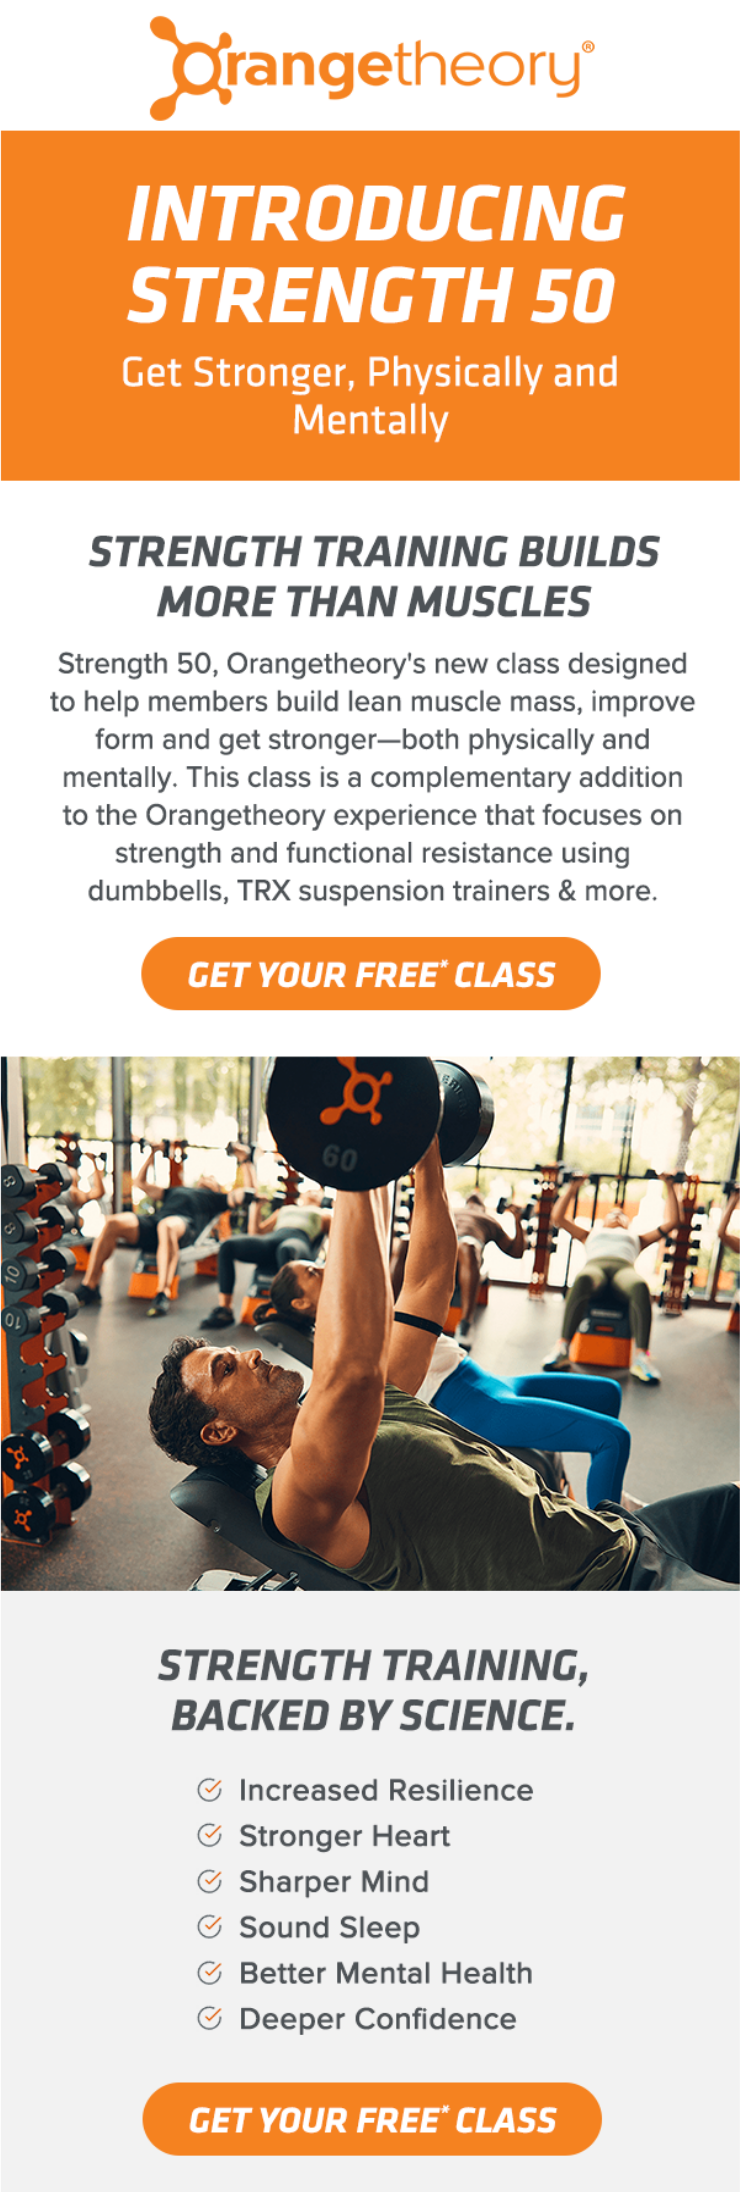 Orangetheory®
INTRODUCING
STRENGTH 50
Get Stronger, Physically and
Mentally
STRENGTH TRAINING BUILDS
MORE THAN MUSCLES
Strength 50, Orangetheory's new class designed
to help members build lean muscle mass, improve
form and get stronger—both physically and
mentally. This class is a complementary addition
to the Orangetheory experience that focuses on
strength and functional resistance using
dumbbells, TRX suspension trainers & more.
GET YOUR FREE* CLASS
60
8
8
10
10
STRENGTH TRAINING,
BACKED BY SCIENCE.
Increased Resilience
Stronger Heart
Sharper Mind
Sound Sleep
Better Mental Health
Deeper Confidence
GET YOUR FREE* CLASS